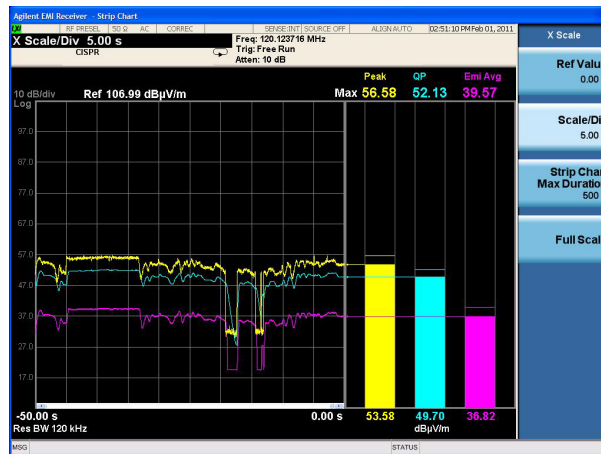 Agilent EMI Receiver - Strip Chart
RF PRESEL 50 Ω AC CORREC SENSE:INT SOURCE OFF ALIGN AUTO 02:51:10 PM Feb 01, 2011
X Scale/Div 5.00 s
CISPR
Freq: 120.123716 MHz
Trig: Free Run
Atten: 10 dB
X Scale
Ref Valu
0.00
Scale/Di
5.00
Strip Char
Max Duratio
500
Full Scal
Peak QP Emi Avg
10 dB/div Ref 106.99 dBµV/m Max 56.58 52.13 39.57
Log
97.0
87.0
77.0
67.0
57.0
47.0
37.0
27.0
17.0
-50.00 s 0.00 s 53.58 49.70 36.82
Res BW 120 kHz dBµV/m
MSG STATUS